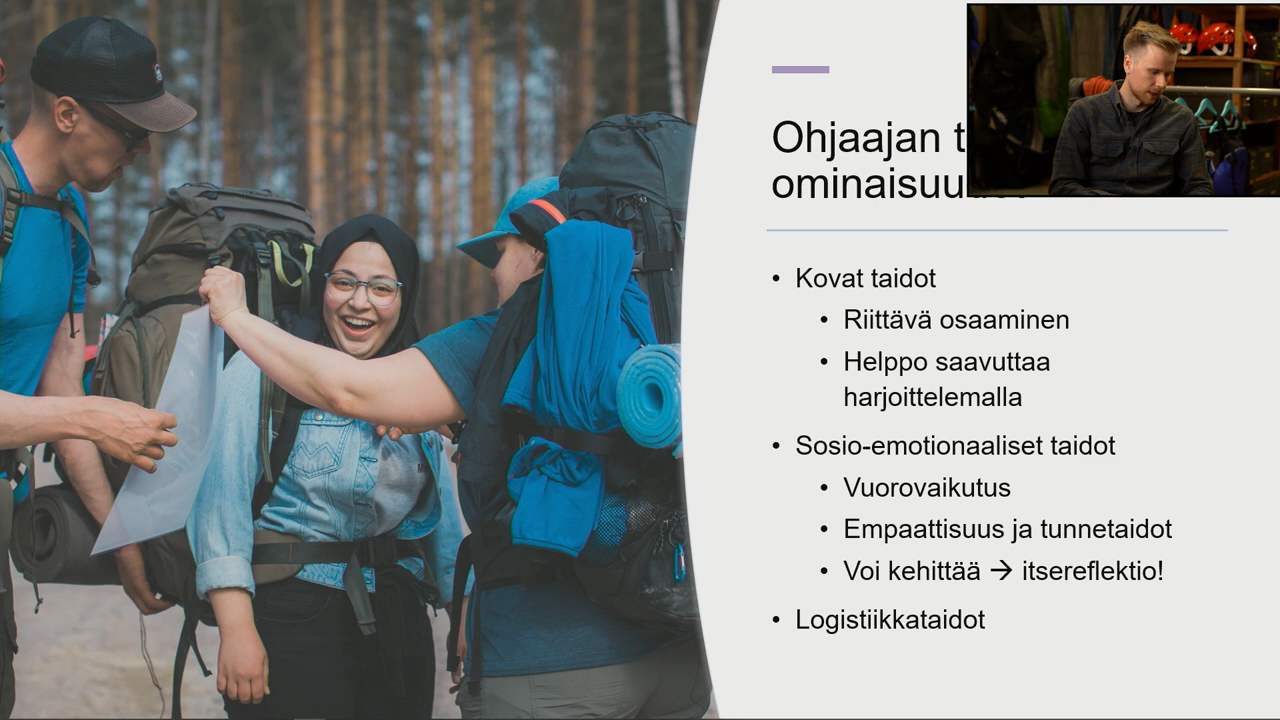 Ohjaajan
Kovat taidot
Riittävä osaaminen
Helppo saavuttaa
harjoittelemalla
Sosio-emotionaaliset taidot
Vuorovaikutus
Empaattisuus ja tunnetaidot
Voi kehittää → itsereflektio!
Logistiikkataidot